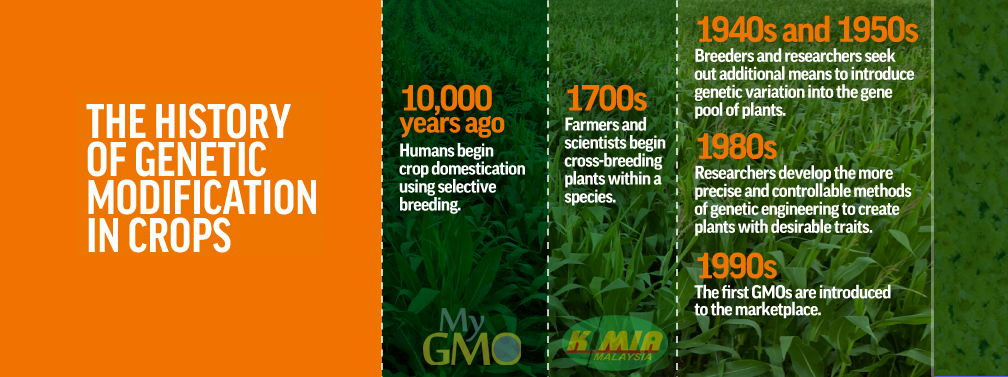 THE HISTORY
OF GENETIC
MODIFICATION
IN CROPS
10,000
years ago
Humans begin
crop domestication
using selective
breeding.
My
GMO
1700s
Farmers and
scientists begin
cross-breeding
plants within a
species.
K MIR
MALAYSIA
1940s and 1950s
Breeders and researchers seek
out additional means to introduce
genetic variation into the gene
pool of plants.
1980s
Researchers develop the more
precise and controllable methods
of genetic engineering to create
plants with desirable traits.
1990s
The first GMOs are introduced
to the marketplace.